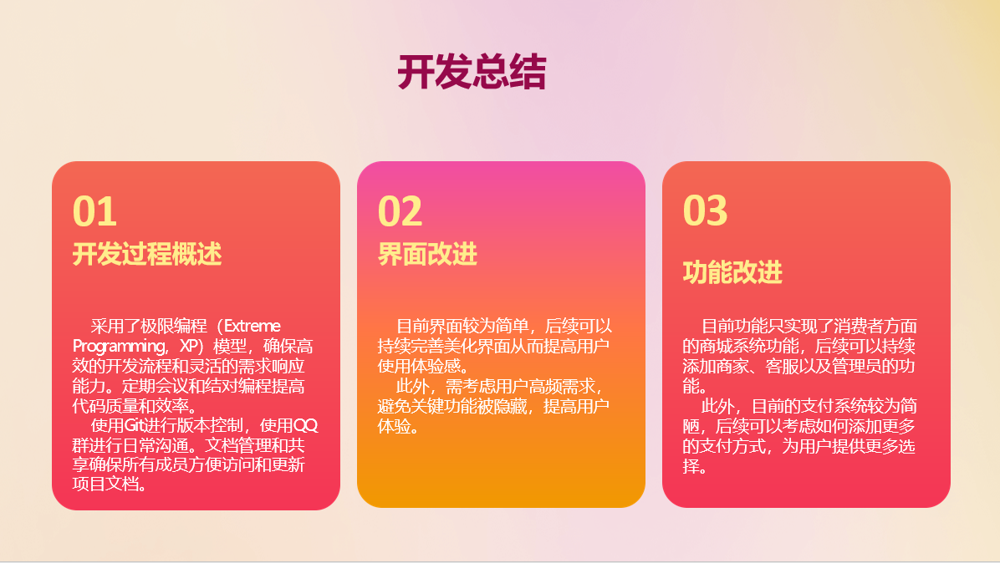 开发总结
01
开发过程概述
采用了极限编程（Extreme
Programming，XP）模型，确保高
效的开发流程和灵活的需求响应
能力。定期会议和结对编程提高
代码质量和效率。
使用Git进行版本控制，使用QQ
群进行日常沟通。文档管理和共
享确保所有成员方便访问和更新
项目文档。
02
界面改进
目前界面较为简单，后续可以
持续完善美化界面从而提高用户
使用体验感。
此外，需考虑用户高频需求，
避免关键功能被隐藏，提高用户
体验。
03
功能改进
目前功能只实现了消费者方面
的商城系统功能，后续可以持续
添加商家、客服以及管理员的功
能。
此外，目前的支付系统较为简
陋，后续可以考虑如何添加更多
的支付方式，为用户提供更多选
择。